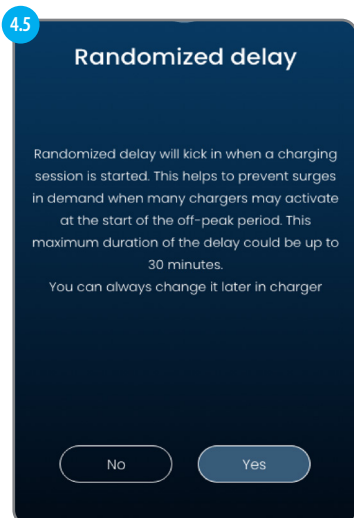 4.5
Randomized delay
Randomized delay will kick in when a charging
session is started. This helps to prevent surges
in demand when many chargers may activate
at the start of the off-peak period. This
maximum duration of the delay could be up to
30 minutes.
You can always change it later in charger
No
Yes